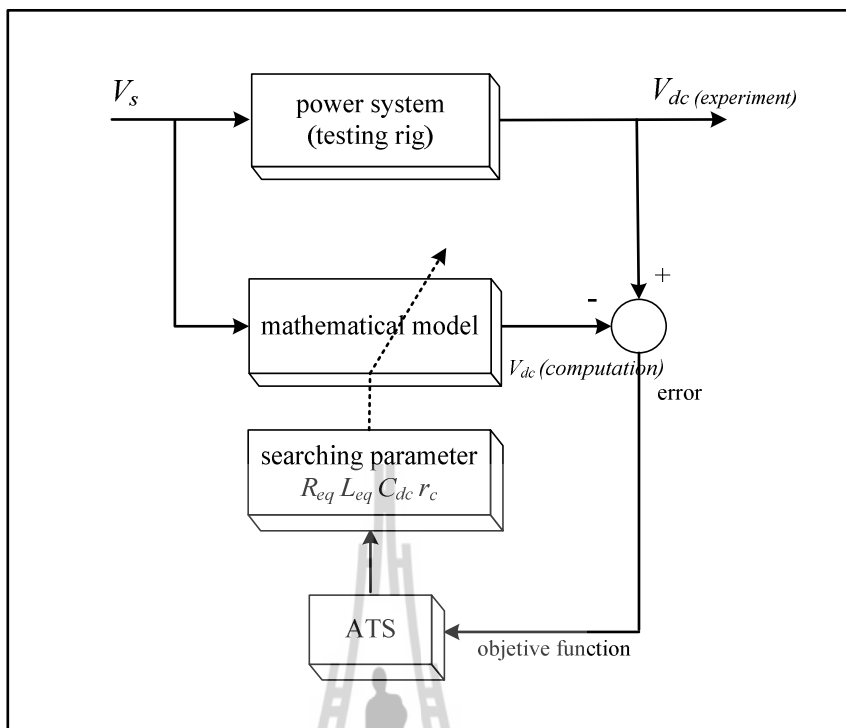 V_s
power system
(testing rig)
V_dc (experiment)
+
-
mathematical model
V_dc (computation)
error
searching parameter
R_eq L_eq C_dc r_c
ATS
objetive function